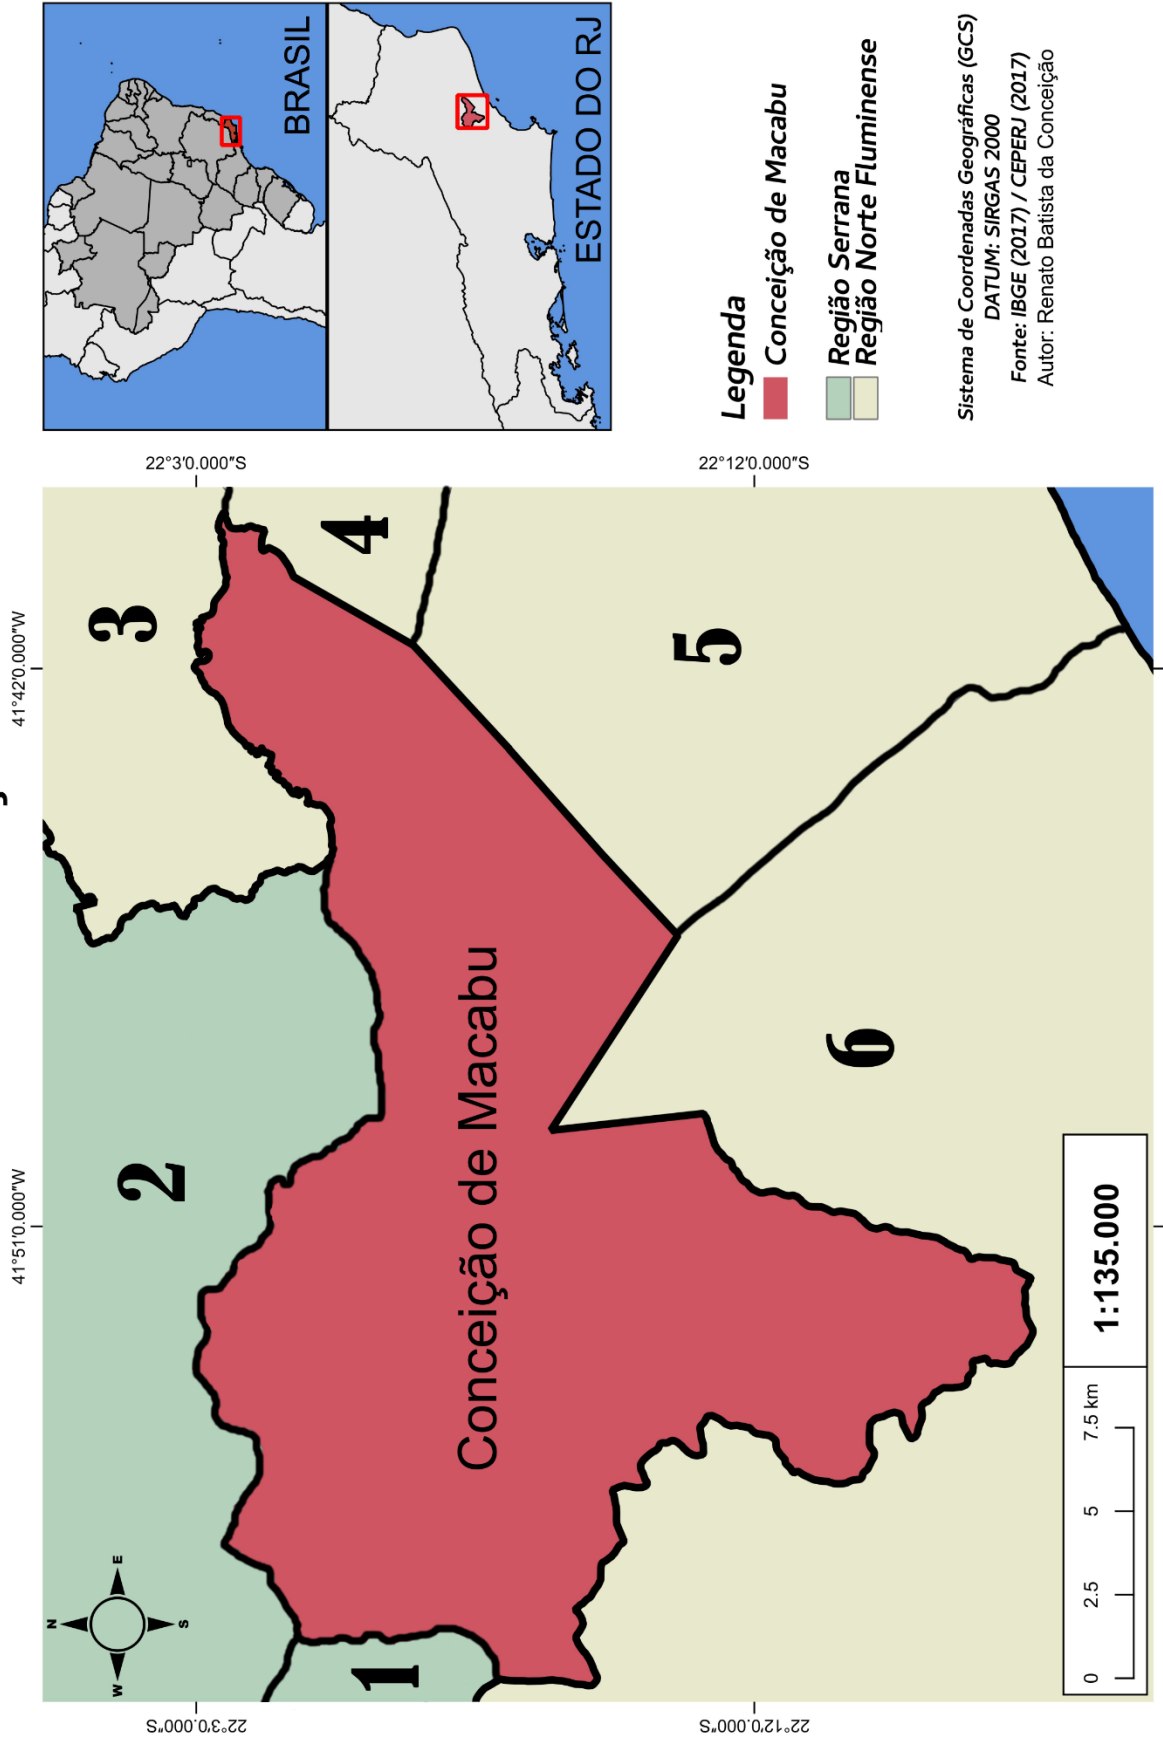 41°51'0.000"W
41°42'0.000"W
22°3'0.000"S
22°3'0.000"S
22°12'0.000"S
22°12'0.000"S
N
W
E
S
1
2
3
4
5
6
Conceição de Macabu
0
2.5
5
7.5 km
1:135.000
BRASIL
ESTADO DO RJ
Legenda
Conceição de Macabu
Região Serrana
Região Norte Fluminense
Sistema de Coordenadas Geográficas (GCS)
DATUM: SIRGAS 2000
Fonte: IBGE (2017) / CEPERJ (2017)
Autor: Renato Batista da Conceição